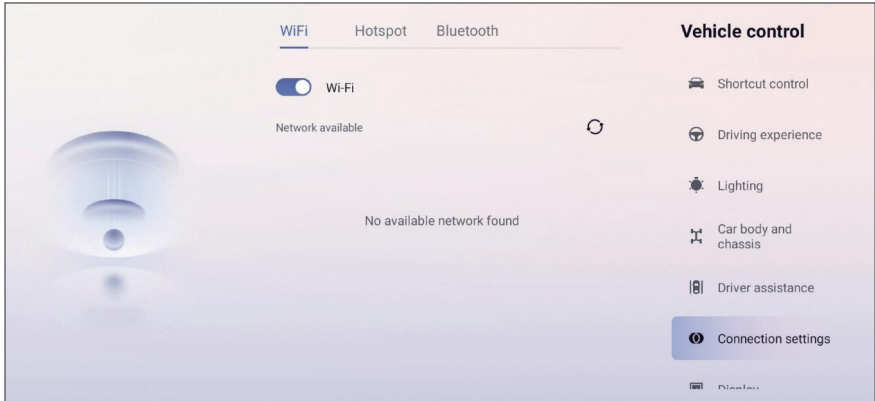 WiFi Hotspot Bluetooth
Wi-Fi
Network available
No available network found
Vehicle control
Shortcut control
Driving experience
Lighting
Car body and
chassis
Driver assistance
Connection settings
Display